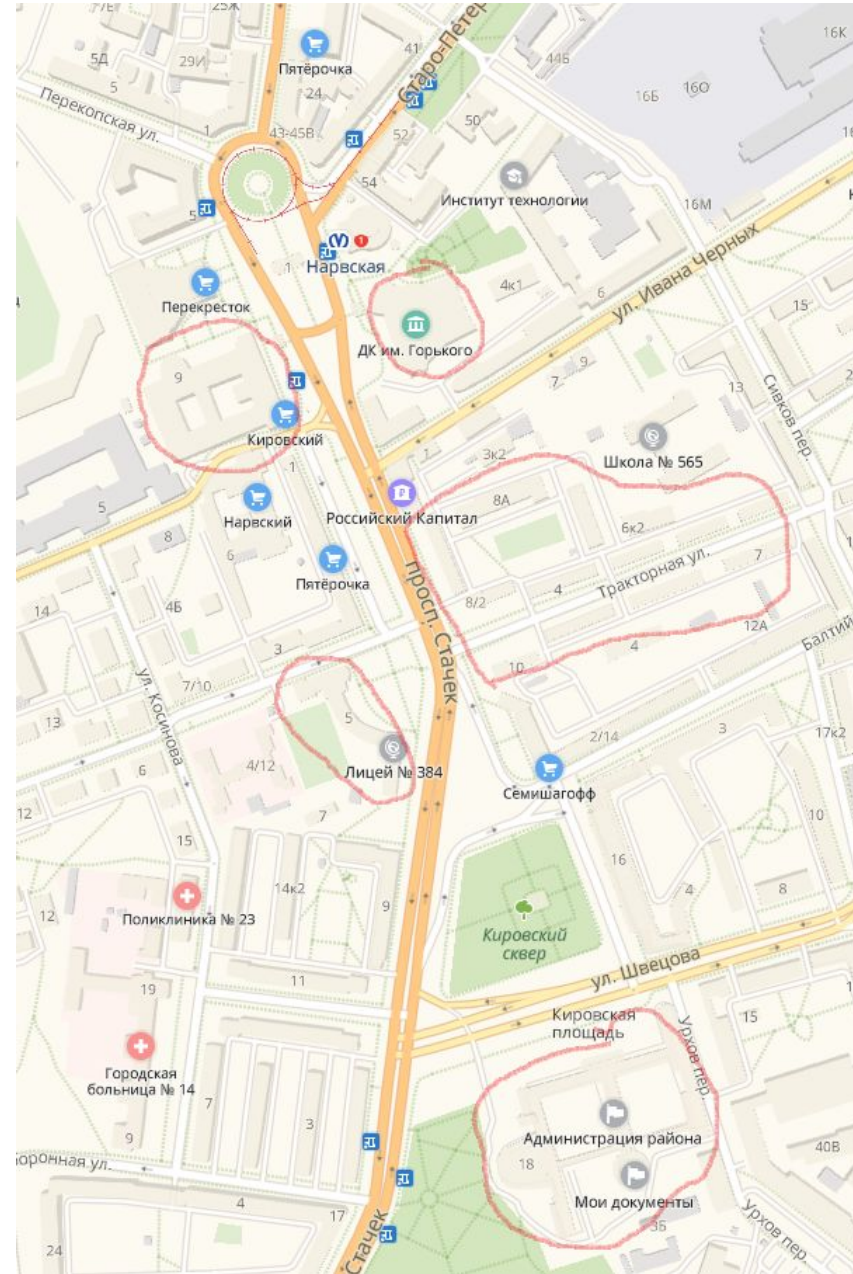 77Е
25Ж
5Д
29И
5
Пятёрочка
24
41
Старо-Петер
44Б
16К
16Б
16О
Перекопская ул.
1
43-45В
52
50
54
Институт технологии
16М
5
Нарвская
1
1
4к1
6
ул. Ивана Черных
15
Перекресток
ДК им. Горького
9
7
9
13
Сивков пер.
2
Кировский
1
1
3к2
Школа № 565
5
Нарвский
8
6
Российский Капитал
8А
6к2
Пятёрочка
просп. Стачек
Тракторная ул.
7
14
4Б
8/2
4
12А
3
10
4
Балтий
ул. Косинова
7/10
13
5
2/14
3
17к2
4/12
Лицей № 384
6
Семишагофф
12
7
10
15
16
14к2
4
8
12
Поликлиника № 23
9
Кировский
сквер
11
ул. Швецова
19
Кировская
площадь
15
1
Урхов пер.
Городская
больница № 14
7
3
Администрация района
9
18
40В
оронная ул.
Мои документы
4
17
3Б
Урхов пер.
24
Стачек